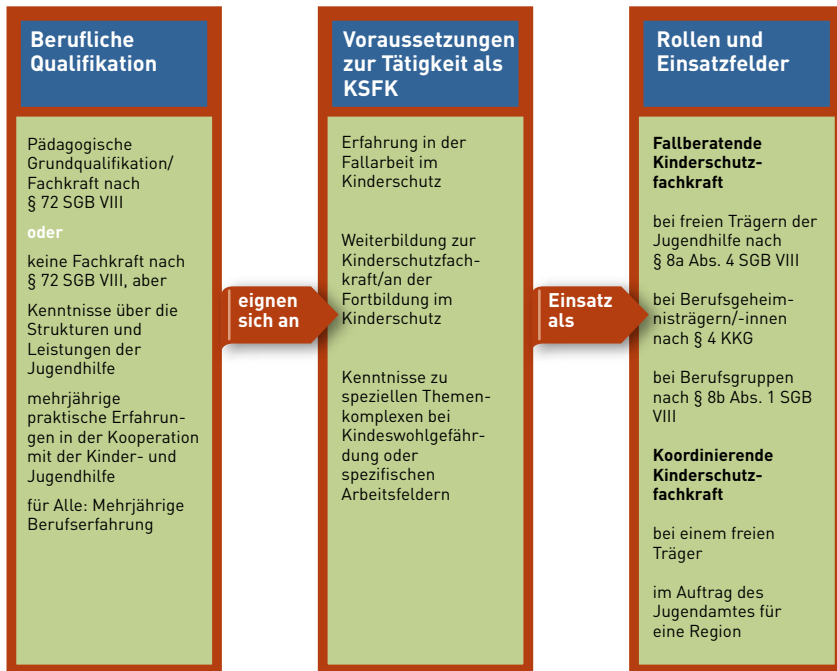 Berufliche
Qualifikation
Pädagogische
Grundqualifikation/
Fachkraft nach
§ 72 SGB VIII
oder
keine Fachkraft nach
§ 72 SGB VIII, aber
Kenntnisse über die
Strukturen und
Leistungen der
Jugendhilfe
mehrjährige
praktische Erfahrun-
gen in der Kooperation
mit der Kinder- und
Jugendhilfe
für Alle: Mehrjährige
Berufserfahrung
eignen
sich an
Voraussetzungen
zur Tätigkeit als
KSFK
Erfahrung in der
Fallarbeit im
Kinderschutz
Weiterbildung zur
Kinderschutzfach-
kraft/an der
Fortbildung im
Kinderschutz
Kenntnisse zu
speziellen Themen-
komplexen bei
Kindeswohlgefähr-
dung oder
spezifischen
Arbeitsfeldern
Einsatz
als
Rollen und
Einsatzfelder
Fallberatende
Kinderschutz-
fachkraft
bei freien Trägern der
Jugendhilfe nach
§ 8a Abs. 4 SGB VIII
bei Berufsgeheim-
nisträgern/-innen
nach § 4 KKG
bei Berufsgruppen
nach § 8b Abs. 1 SGB
VIII
Koordinierende
Kinderschutz-
fachkraft
bei einem freien
Träger
im Auftrag des
Jugendamtes für
eine Region